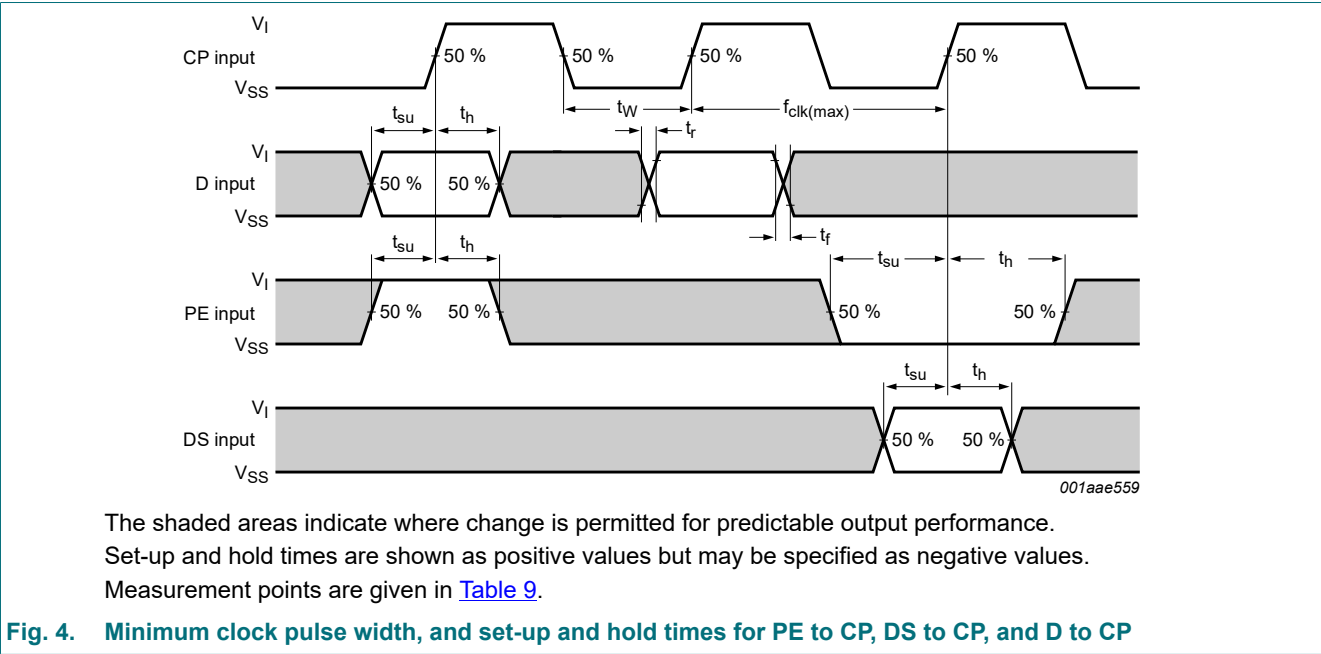 VI
CP input
VSS
50 % 50 % 50 % 50 %
tW fclk(max)
tsu th tr
VI
D input
VSS
50 % 50 %
tsu th tf tsu th
VI
PE input
VSS
50 % 50 % 50 % 50 %
tsu th
VI
DS input
VSS
50 % 50 %
001aae559
The shaded areas indicate where change is permitted for predictable output performance.
Set-up and hold times are shown as positive values but may be specified as negative values.
Measurement points are given in Table 9.
Fig. 4. Minimum clock pulse width, and set-up and hold times for PE to CP, DS to CP, and D to CP